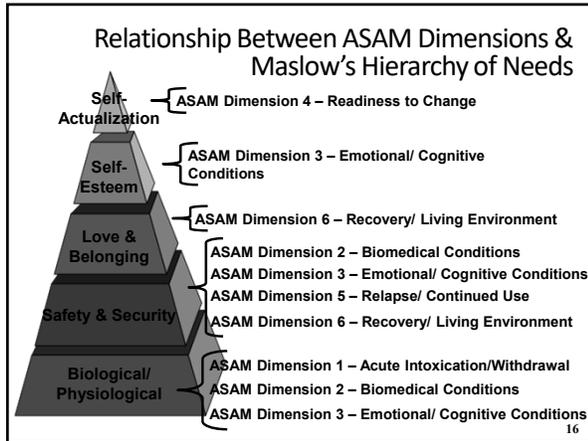 Relationship Between ASAM Dimensions &
Maslow's Hierarchy of Needs
Self-
Actualization
ASAM Dimension 4 – Readiness to Change
Self-
Esteem
ASAM Dimension 3 – Emotional/ Cognitive
Conditions
Love &
Belonging
ASAM Dimension 6 – Recovery/ Living Environment
Safety & Security
ASAM Dimension 2 – Biomedical Conditions
ASAM Dimension 3 – Emotional/ Cognitive Conditions
ASAM Dimension 5 – Relapse/ Continued Use
ASAM Dimension 6 – Recovery/ Living Environment
Biological/
Physiological
ASAM Dimension 1 – Acute Intoxication/Withdrawal
ASAM Dimension 2 – Biomedical Conditions
ASAM Dimension 3 – Emotional/ Cognitive Conditions
16